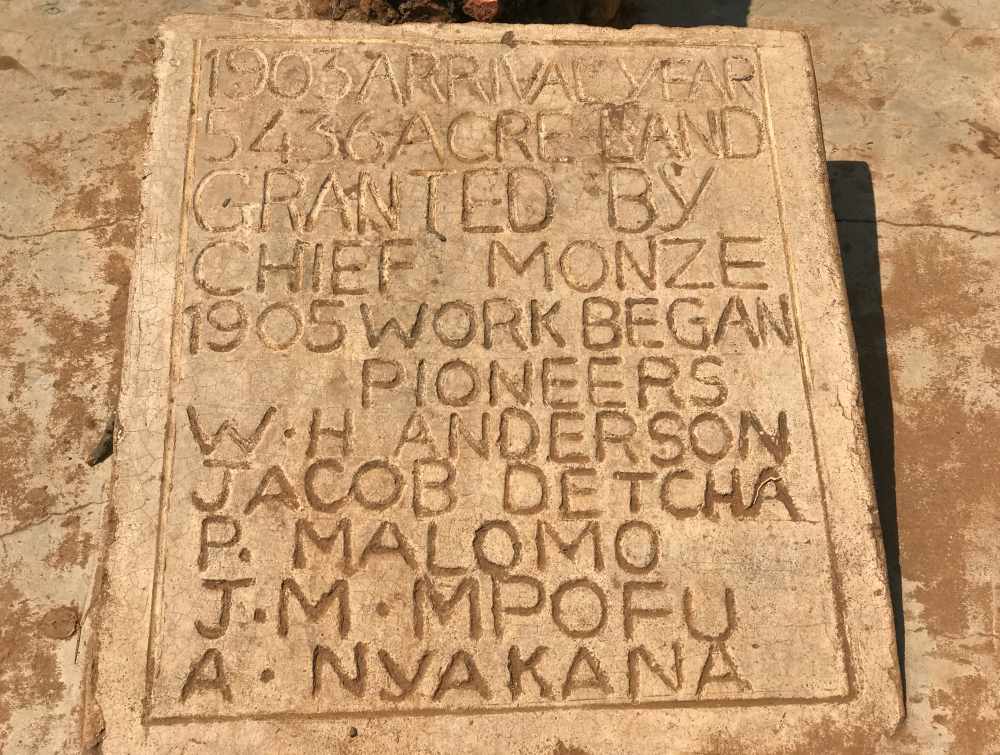 1903 ARRIVAL YEAR
5436 ACRE LAND
GRANTED BY
CHIEF MONZE
1905 WORK BEGAN
PIONEERS
W. H ANDERSON
JACOB DETCHA
P. MALOMO
J. M. MPOFU
A. NYAKANA